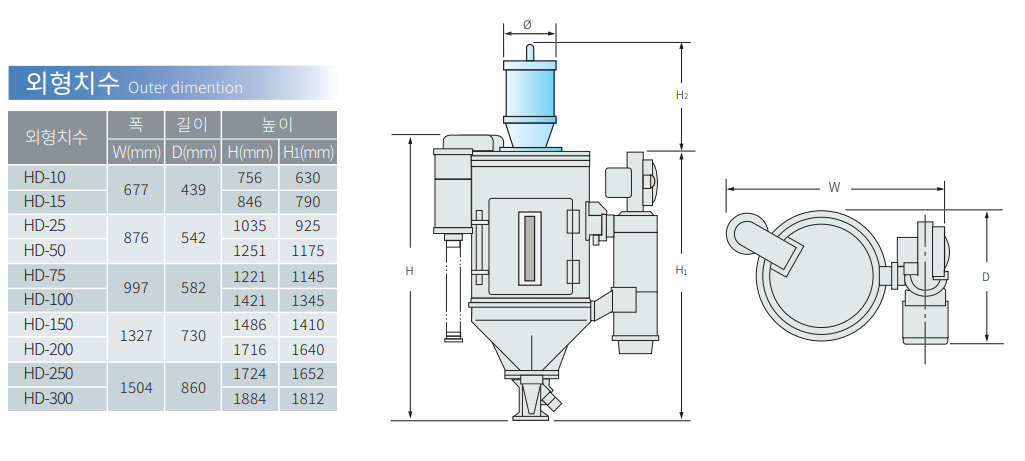 외형치수 Outer dimention
외형치수 폭 길이 높이
W(mm) D(mm) H(mm) H1(mm)
HD-10 677 439 756 630
HD-15 846 790
HD-25 876 542 1035 925
HD-50 1251 1175
HD-75 997 582 1221 1145
HD-100 1421 1345
HD-150 1327 730 1486 1410
HD-200 1716 1640
HD-250 1504 860 1724 1652
HD-300 1884 1812
Ø
H2
H
H1
W
D